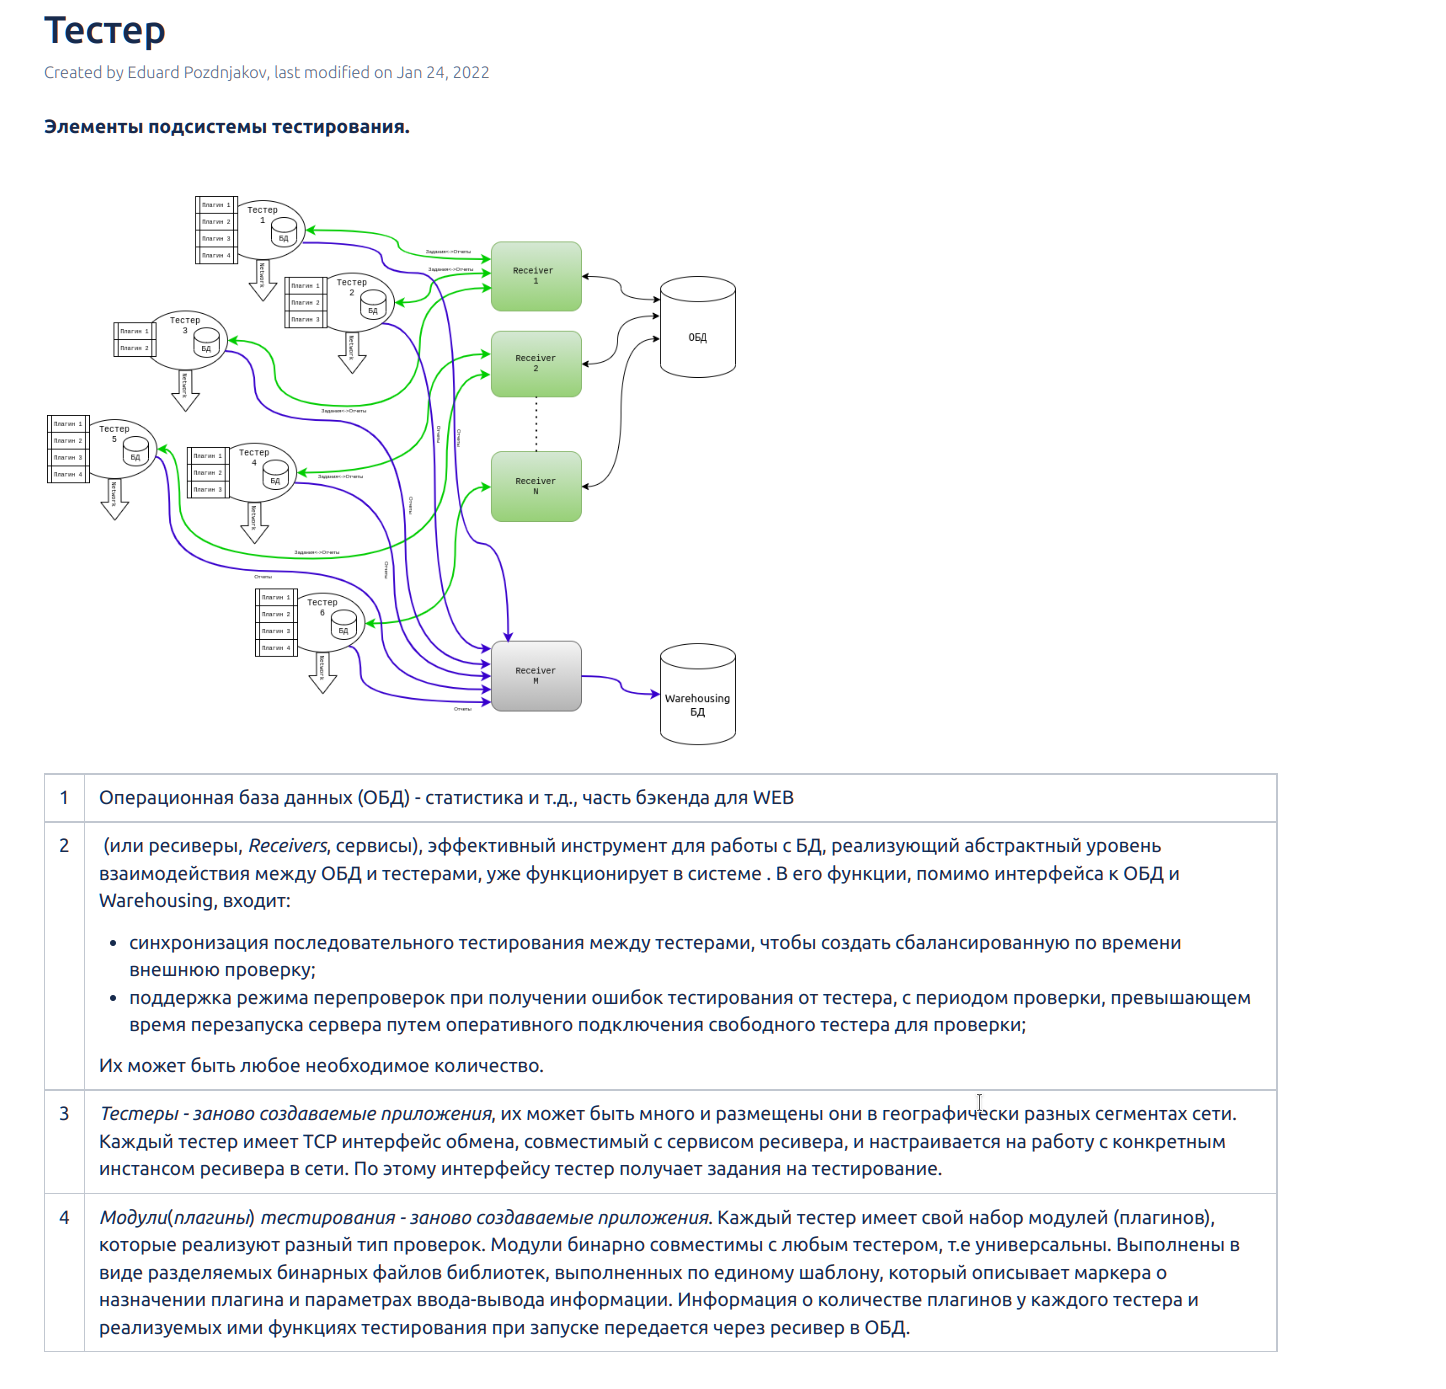 Тестер
Created by Eduard Pozdnjakov, last modified on Jan 24, 2022
Элементы подсистемы тестирования.
Плагин 1
Плагин 2
Плагин 3
Плагин 4
Тестер
1
БД
Network
Задания<->Отчеты
Задания<->Отчеты
Receiver
1
Плагин 1
Плагин 2
Плагин 3
Тестер
2
БД
Network
ОБД
Плагин 1
Плагин 2
Тестер
3
БД
Network
Receiver
2
Задания<->Отчеты
Плагин 1
Плагин 2
Плагин 3
Плагин 4
Тестер
5
БД
Network
Плагин 1
Плагин 2
Плагин 3
Тестер
4
БД
Network
Задания<->Отчеты
Отчеты
Отчеты
Отчеты
Receiver
N
Задания<->Отчеты
Отчеты
Отчеты
Плагин 1
Плагин 2
Плагин 3
Плагин 4
Тестер
6
БД
Network
Отчеты
Receiver
M
Warehousing
БД
1 Операционная база данных (ОБД) - статистика и т.д., часть бэкенда для WEB
2 (или ресиверы, Receivers, сервисы), эффективный инструмент для работы с БД, реализующий абстрактный уровень
взаимодействия между ОБД и тестерами, уже функционирует в системе . В его функции, помимо интерфейса к ОБД и
Warehousing, входит:
• синхронизация последовательного тестирования между тестерами, чтобы создать сбалансированную по времени
внешнюю проверку;
• поддержка режима перепроверок при получении ошибок тестирования от тестера, с периодом проверки, превышающем
время перезапуска сервера путем оперативного подключения свободного тестера для проверки;
Их может быть любое необходимое количество.
3 Тестеры - заново создаваемые приложения, их может быть много и размещены они в географически разных сегментах сети.
Каждый тестер имеет TCP интерфейс обмена, совместимый с сервисом ресивера, и настраивается на работу с конкретным
инстансом ресивера в сети. По этому интерфейсу тестер получает задания на тестирование.
4 Модули(плагины) тестирования - заново создаваемые приложения. Каждый тестер имеет свой набор модулей (плагинов),
которые реализуют разный тип проверок. Модули бинарно совместимы с любым тестером, т.е универсальны. Выполнены в
виде разделяемых бинарных файлов библиотек, выполненных по единому шаблону, который описывает маркера о
назначении плагина и параметрах ввода-вывода информации. Информация о количестве плагинов у каждого тестера и
реализуемых ими функциях тестирования при запуске передается через ресивер в ОБД.